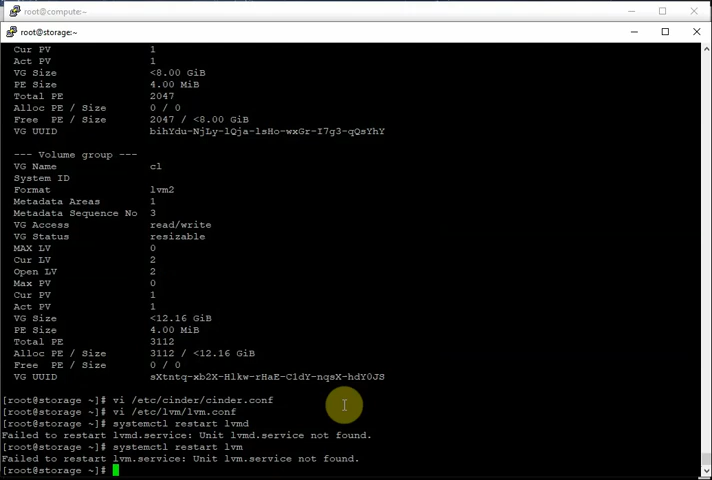 root@compute:~
root@storage:~
Cur PV 1
Act PV 1
VG Size <8.00 GiB
PE Size 4.00 MiB
Total PE 2047
Alloc PE / Size 0 / 0
Free PE / Size 2047 / <8.00 GiB
VG UUID bihYdu-NjLy-lQja-lsHo-wxGr-I7g3-qQsYhY
--- Volume group ---
VG Name cl
System ID
Format lvm2
Metadata Areas 1
Metadata Sequence No 3
VG Access read/write
VG Status resizable
MAX LV 0
Cur LV 2
Open LV 2
Max PV 0
Cur PV 1
Act PV 1
VG Size <12.16 GiB
PE Size 4.00 MiB
Total PE 3112
Alloc PE / Size 3112 / <12.16 GiB
Free PE / Size 0 / 0
VG UUID sXtntq-xb2X-Hlkw-rHaE-C1dY-nqsX-hdY0JS
[root@storage ~]# vi /etc/cinder/cinder.conf
[root@storage ~]# vi /etc/lvm/lvm.conf
[root@storage ~]# systemctl restart lvmd
Failed to restart lvmd.service: Unit lvmd.service not found.
[root@storage ~]# systemctl restart lvm
Failed to restart lvm.service: Unit lvm.service not found.
[root@storage ~]#